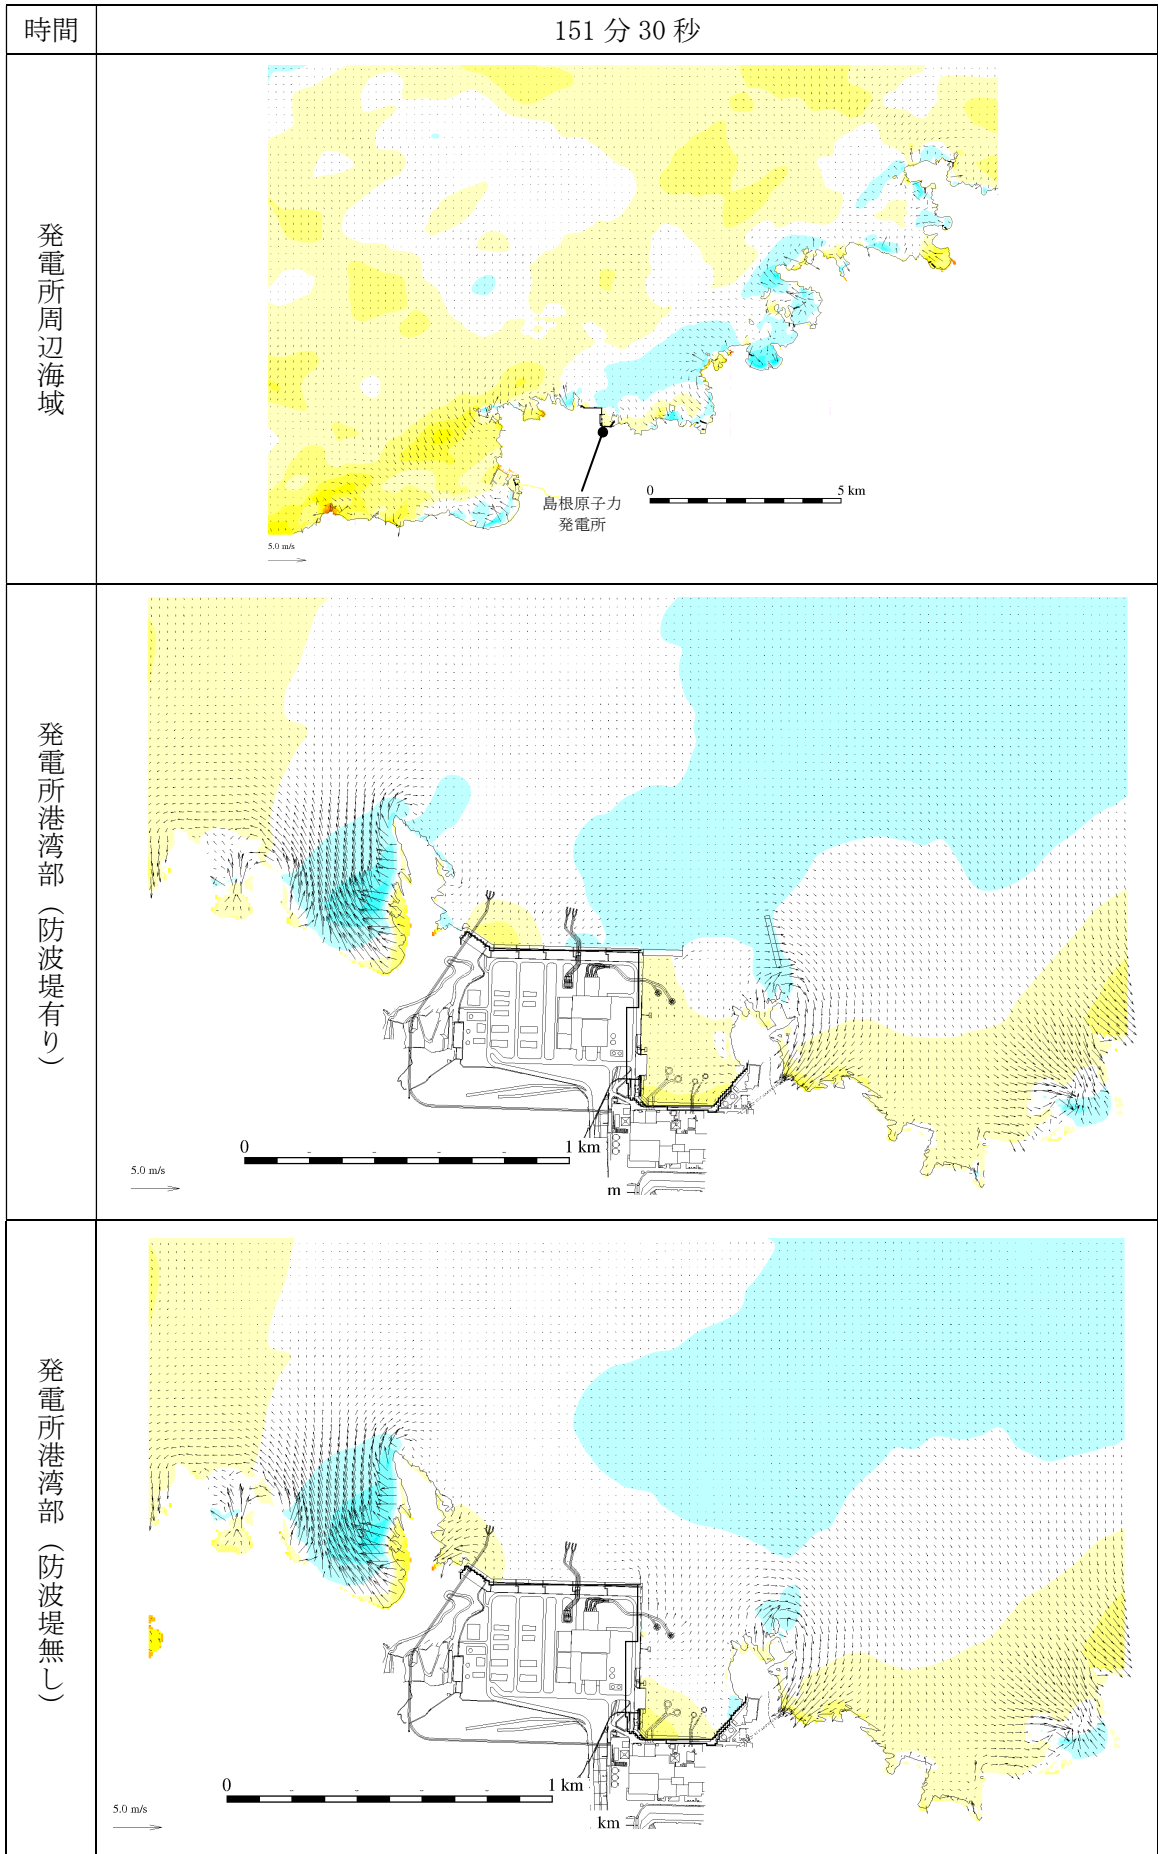 時間
151 分 30 秒
発電所周辺海域
島根原子力
発電所
0 5 km
5.0 m/s
発電所港湾部（防波堤有り）
0 1 km
5.0 m/s
m
発電所港湾部（防波堤無し）
0 1 km
5.0 m/s
km